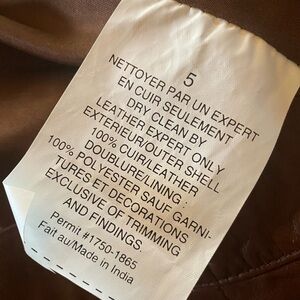 5
NETTOYER PAR UN EXPERT
EN CUIR SEULEMENT
DRY CLEAN BY
LEATHER EXPERT ONLY
EXTERIEUR/OUTER SHELL
100% CUIR/LEATHER
DOUBLURE/LINING :
100% POLYESTER SAUF GARNI-
TURES ET DECORATIONS
EXCLUSIVE OF TRIMMING
AND FINDINGS
Permit #1750-1865
Fait au/Made in India